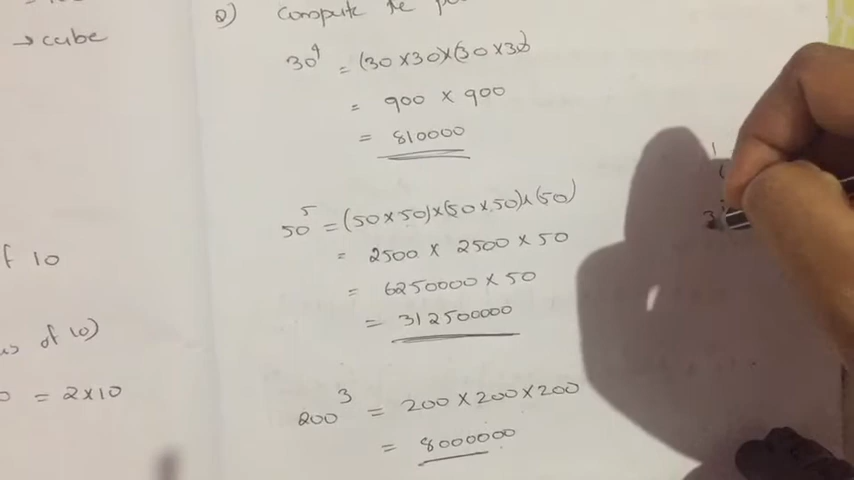 →cube
f 10
of 10)
= 2×10
2) Compute the
30⁴ = (30×30)×(30×30)
= 900 × 900
= 810000
50⁵ = (50×50)×(50×50)×(50)
= 2500 × 2500 × 50
= 6250000 × 50
= 312500000
200³ = 200×200×200
= 8000000